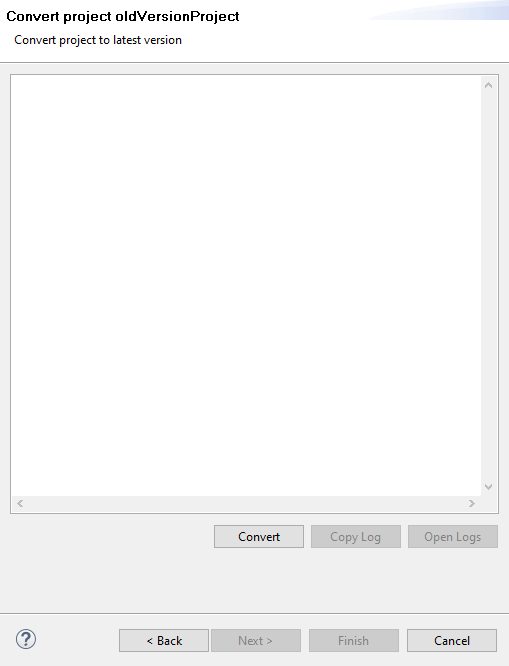 Convert project oldVersionProject
Convert project to latest version
Convert Copy Log Open Logs
? < Back Next > Finish Cancel